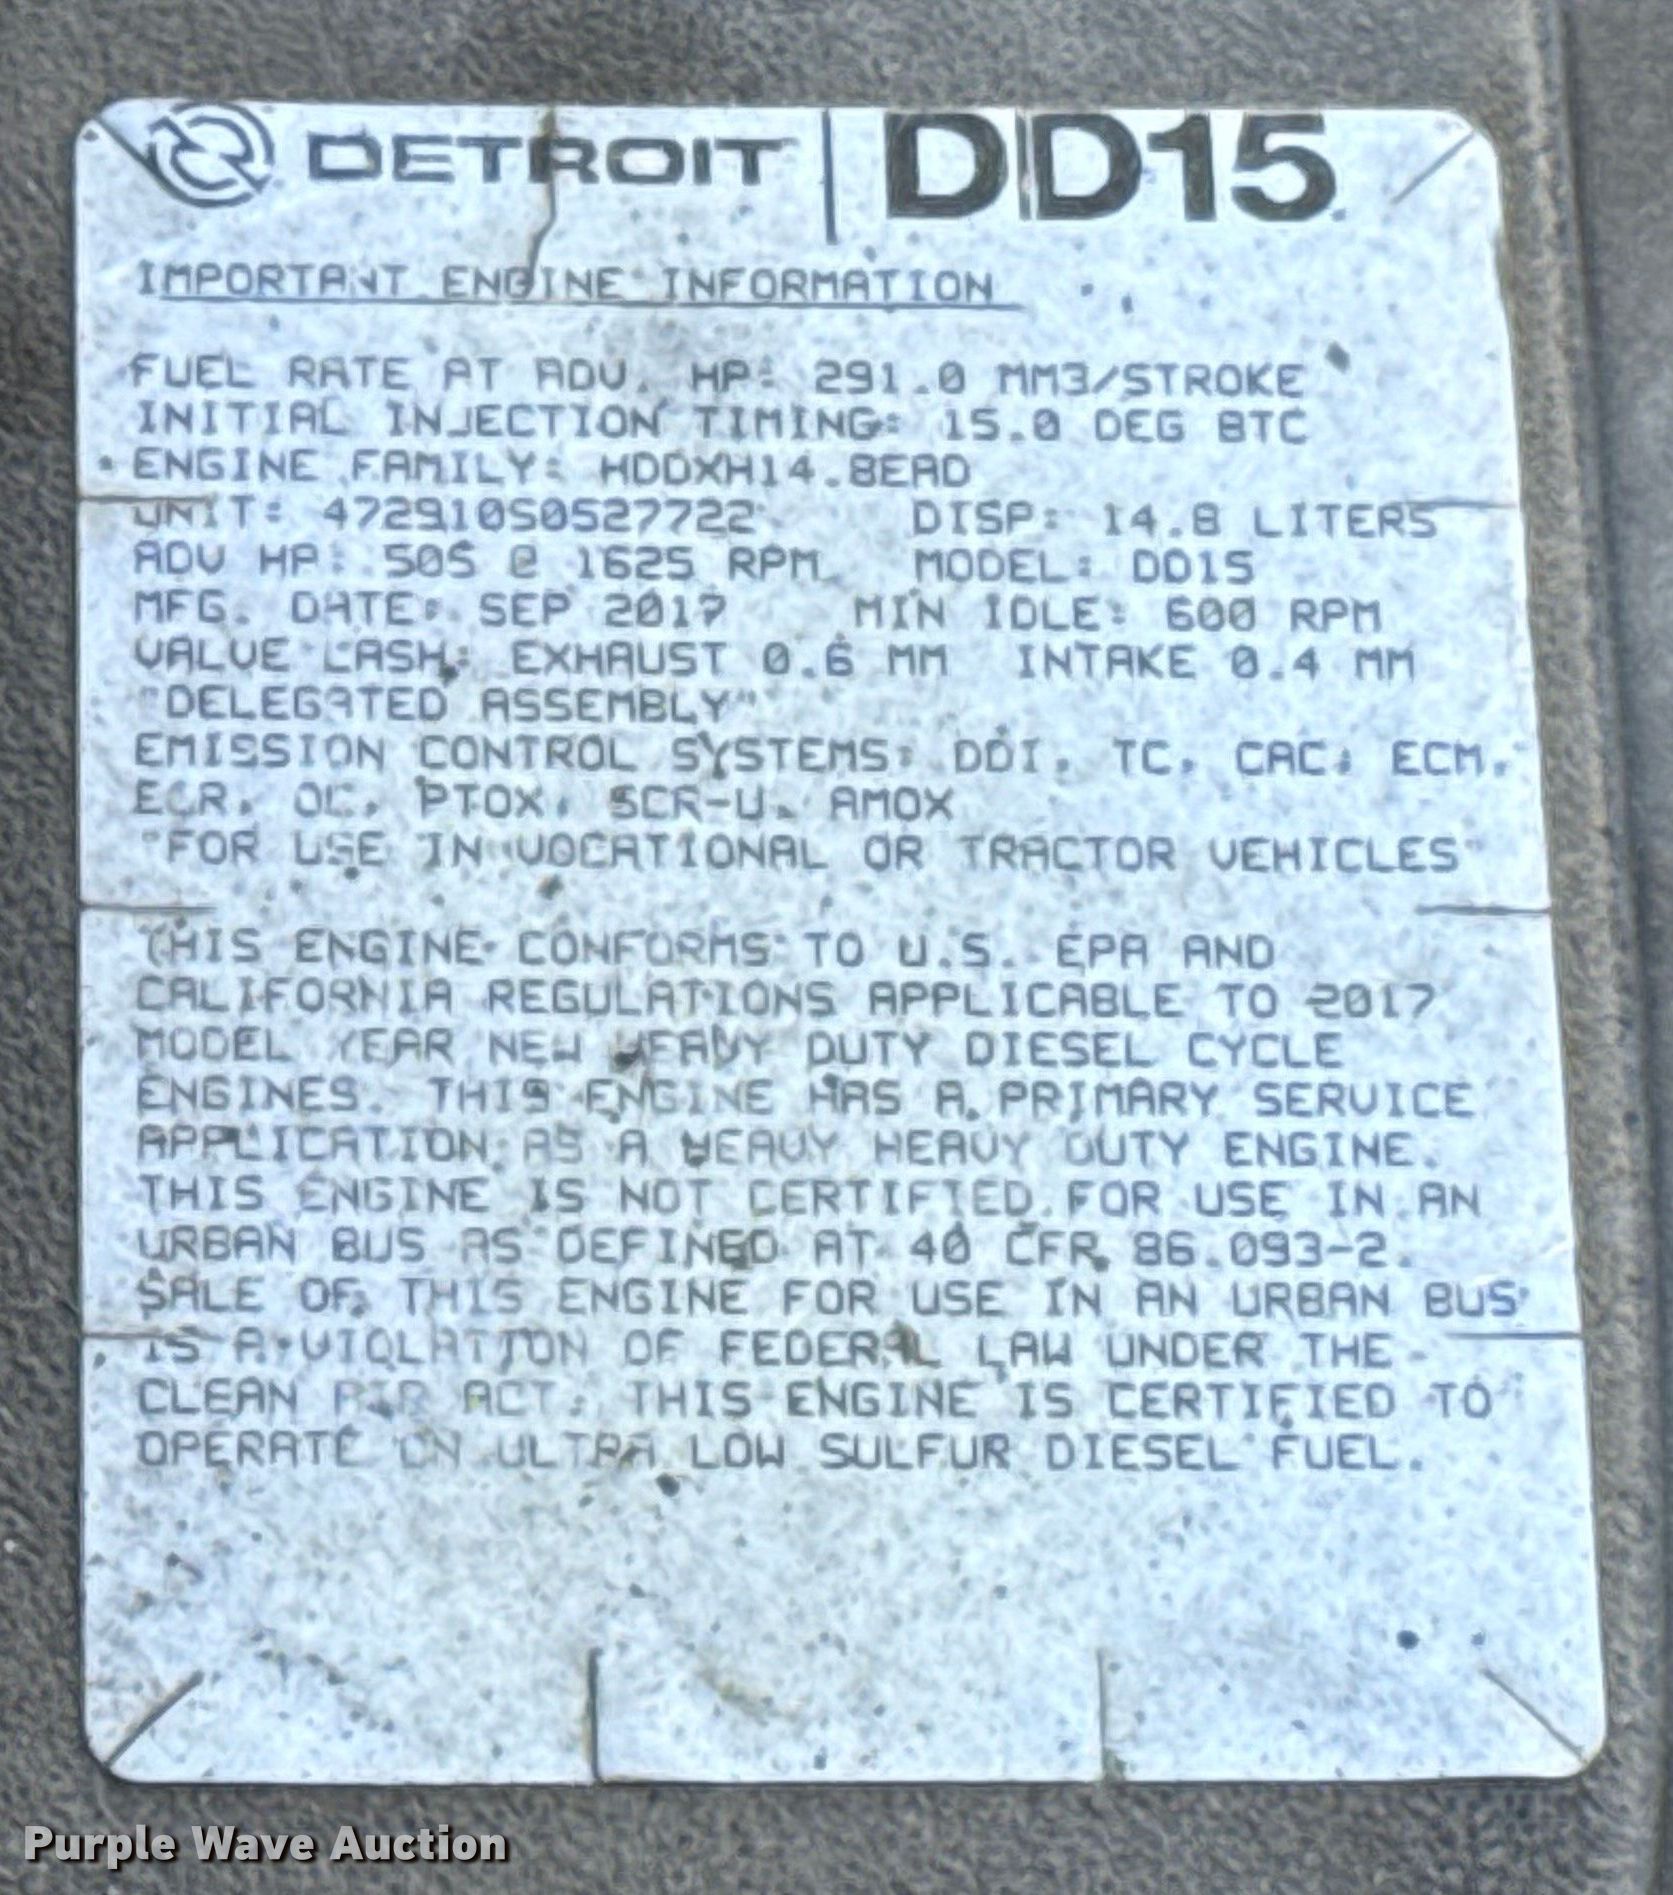 DETROIT | DD15
IMPORTANT ENGINE INFORMATION
FUEL RATE AT ADV. HP: 291.0 MM3/STROKE
INITIAL INJECTION TIMING: 15.0 DEG BTC
ENGINE FAMILY: HDDXH14.8EAD
UNIT: 472910S0527722 DISP: 14.8 LITERS
ADV HP: 505 @ 1625 RPM MODEL: DD15
MFG. DATE: SEP 2017 MIN IDLE: 600 RPM
VALVE LASH: EXHAUST 0.6 MM INTAKE 0.4 MM
"DELEGATED ASSEMBLY"
EMISSION CONTROL SYSTEMS: DDI, TC, CAC, ECM,
EGR, OC, PTOX, SCR-U, AMOX
"FOR USE IN VOCATIONAL OR TRACTOR VEHICLES"
THIS ENGINE CONFORMS TO U.S. EPA AND
CALIFORNIA REGULATIONS APPLICABLE TO 2017
MODEL YEAR NEW HEAVY DUTY DIESEL CYCLE
ENGINES. THIS ENGINE HAS A PRIMARY SERVICE
APPLICATION AS A HEAVY HEAVY DUTY ENGINE.
THIS ENGINE IS NOT CERTIFIED FOR USE IN AN
URBAN BUS AS DEFINED AT 40 CFR 86.093-2.
SALE OF THIS ENGINE FOR USE IN AN URBAN BUS
IS A VIOLATION OF FEDERAL LAW UNDER THE
CLEAN AIR ACT. THIS ENGINE IS CERTIFIED TO
OPERATE ON ULTRA LOW SULFUR DIESEL FUEL.
Purple Wave Auction